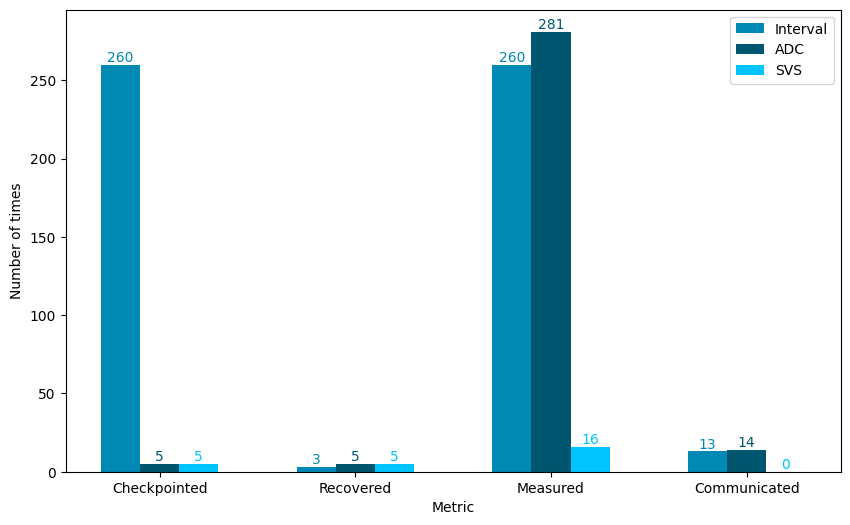 Interval
ADC
SVS
Number of times
250
200
150
100
50
0
260
5
5
3
5
5
260
281
16
13
14
0
Checkpointed
Recovered
Measured
Communicated
Metric